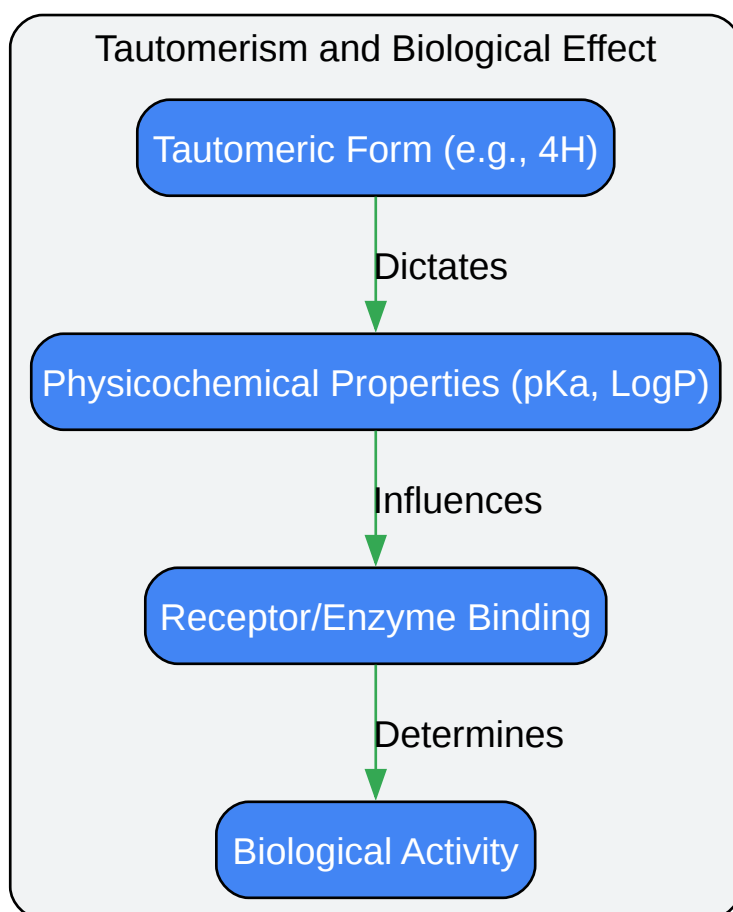 Tautomerism and Biological Effect
Tautomeric Form (e.g., 4H)
Dictates
Physicochemical Properties (pKa, LogP)
Influences
Receptor/Enzyme Binding
Determines
Biological Activity